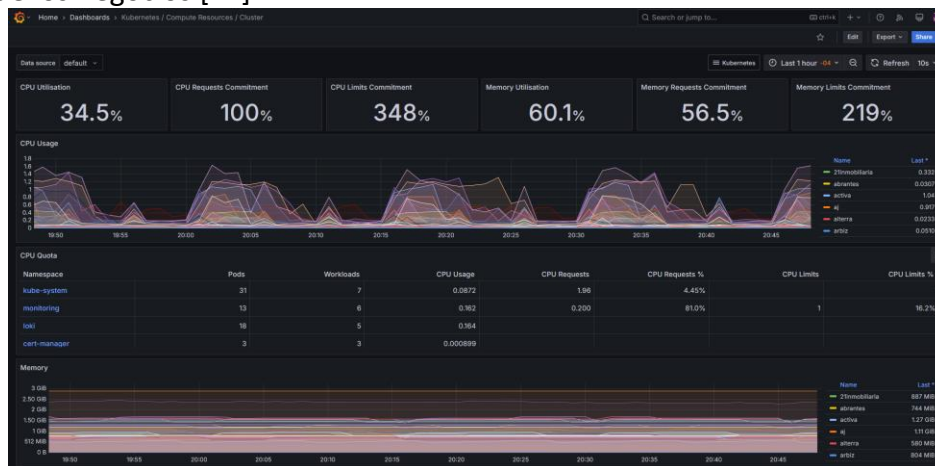 Home › Dashboards › Kubernetes / Compute Resources / Cluster
Search or jump to...
ctrl+k
Edit
Export
Share
Data source default
Kubernetes
Last 1 hour -04
Refresh 10s
CPU Utilisation
34.5%
CPU Requests Commitment
100%
CPU Limits Commitment
348%
Memory Utilisation
60.1%
Memory Requests Commitment
56.5%
Memory Limits Commitment
219%
CPU Usage
1.8
1.6
1.4
1.2
1
0.8
0.6
0.4
0.2
0
19:50 19:55 20:00 20:05 20:10 20:15 20:20 20:25 20:30 20:35 20:40 20:45
Name Last *
21inmobiliaria 0.332
abrantes 0.0307
activa 1.04
aj 0.917
alterra 0.0233
arbiz 0.0510
CPU Quota
Namespace Pods Workloads CPU Usage CPU Requests CPU Requests % CPU Limits CPU Limits %
kube-system 31 7 0.0872 1.96 4.45%
monitoring 13 6 0.162 0.200 81.0% 1 16.2%
loki 18 5 0.164
cert-manager 3 3 0.000899
Memory
3 GiB
2.50 GiB
2 GiB
1.50 GiB
1 GiB
512 MiB
0 B
19:50 19:55 20:00 20:05 20:10 20:15 20:20 20:25 20:30 20:35 20:40 20:45
Name Last *
21inmobiliaria 887 MiB
abrantes 744 MiB
activa 1.27 GiB
aj 1.11 GiB
alterra 580 MiB
arbiz 804 MiB